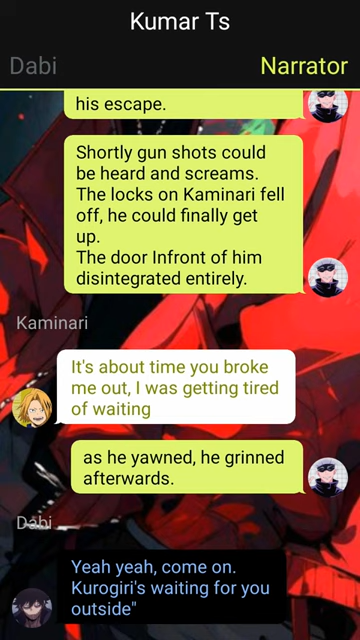 Kumar Ts
Dabi
Narrator
his escape.
Shortly gun shots could
be heard and screams.
The locks on Kaminari fell
off, he could finally get
up.
The door Infront of him
disintegrated entirely.
Kaminari
It's about time you broke
me out, I was getting tired
of waiting
as he yawned, he grinned
afterwards.
Dabi
Yeah yeah, come on.
Kurogiri's waiting for you
outside"